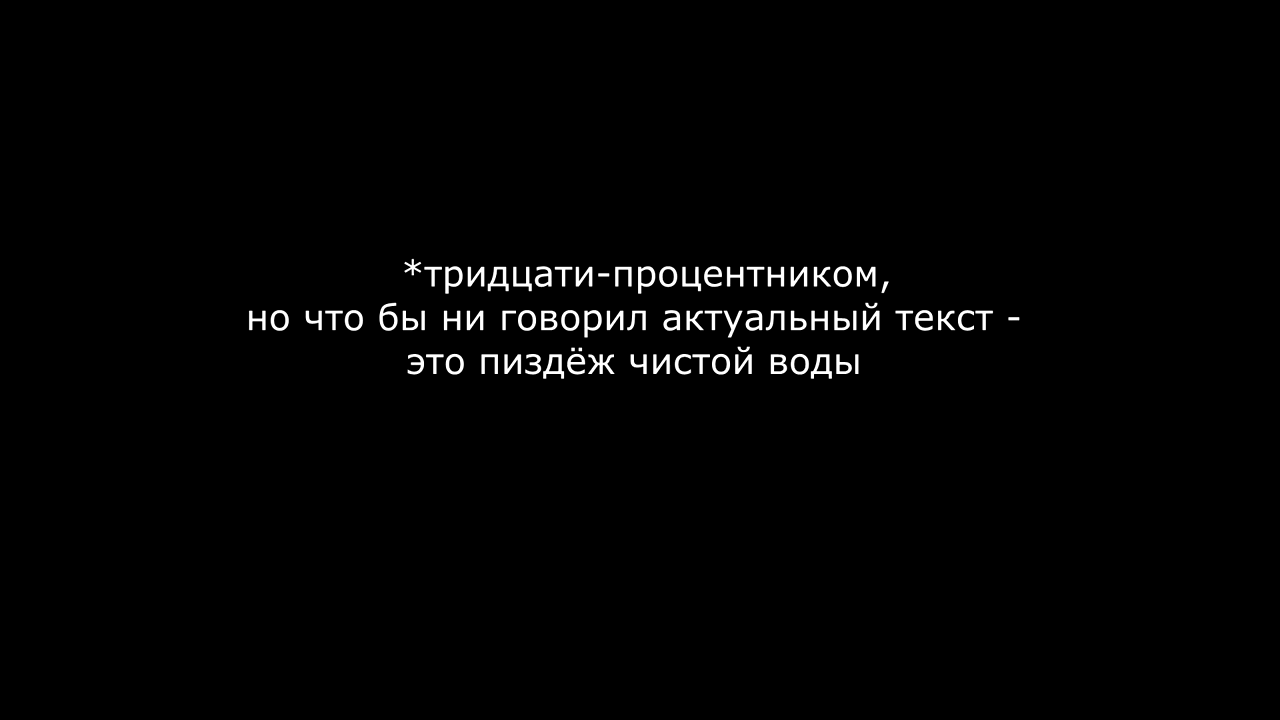 *тридцати-процентником,
но что бы ни говорил актуальный текст -
это пиздёж чистой воды